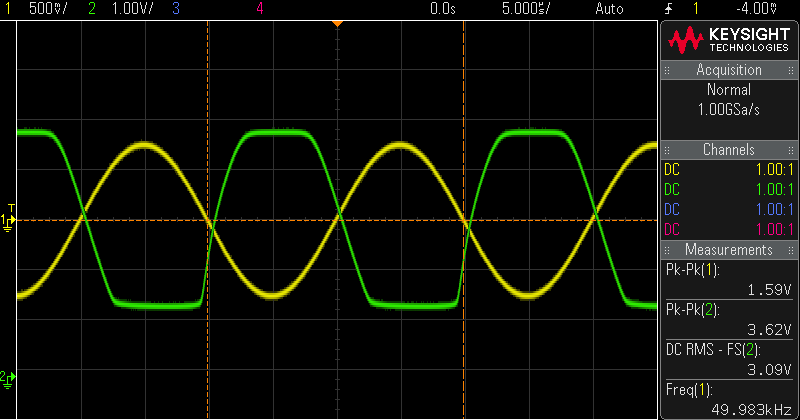 1 500㎷/ 2 1.00V/ 3 4 0.0s 5.000㎲/ Auto 1 -4.00㎷
KEYSIGHT
TECHNOLOGIES
Acquisition
Normal
1.00GSa/s
Channels
DC 1.00:1
DC 1.00:1
DC 1.00:1
DC 1.00:1
Measurements
Pk-Pk(1):
1.59V
Pk-Pk(2):
3.62V
DC RMS - FS(2):
3.09V
Freq(1):
49.983kHz
T
1
2